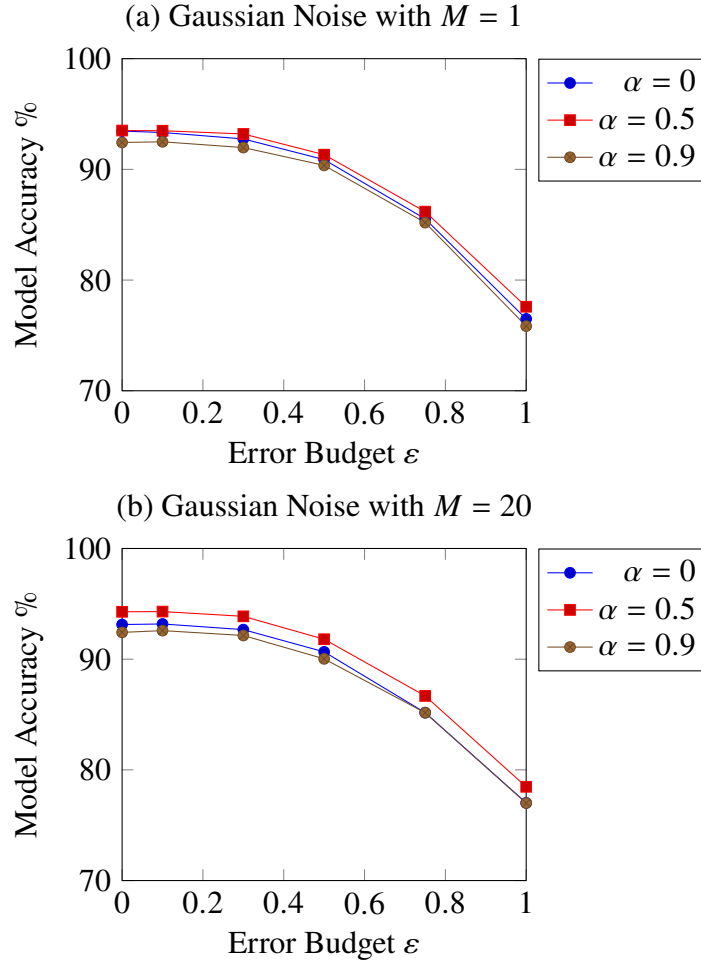 (a) Gaussian Noise with M = 1
100
90
80
70
0 0.2 0.4 0.6 0.8 1
Model Accuracy %
Error Budget ε
α = 0
α = 0.5
α = 0.9
(b) Gaussian Noise with M = 20
100
90
80
70
0 0.2 0.4 0.6 0.8 1
Model Accuracy %
Error Budget ε
α = 0
α = 0.5
α = 0.9